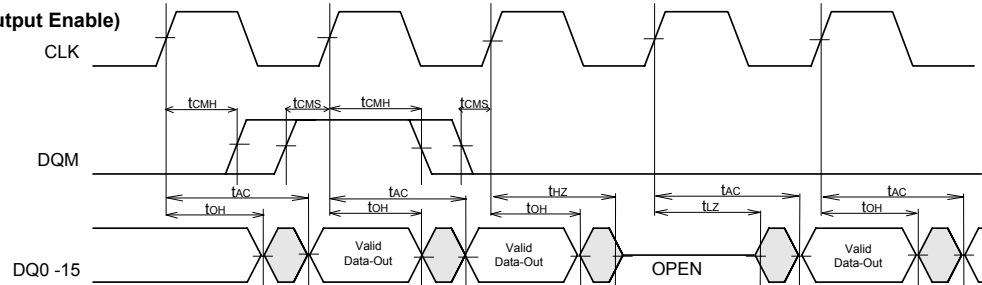 utput Enable)
CLK
tCMH tCMS tCMH tCMS
DQM
tAC tAC tHZ tAC tAC
tOH tOH tOH tLZ tOH
DQ0 -15 Valid Data-Out Valid Data-Out OPEN Valid Data-Out